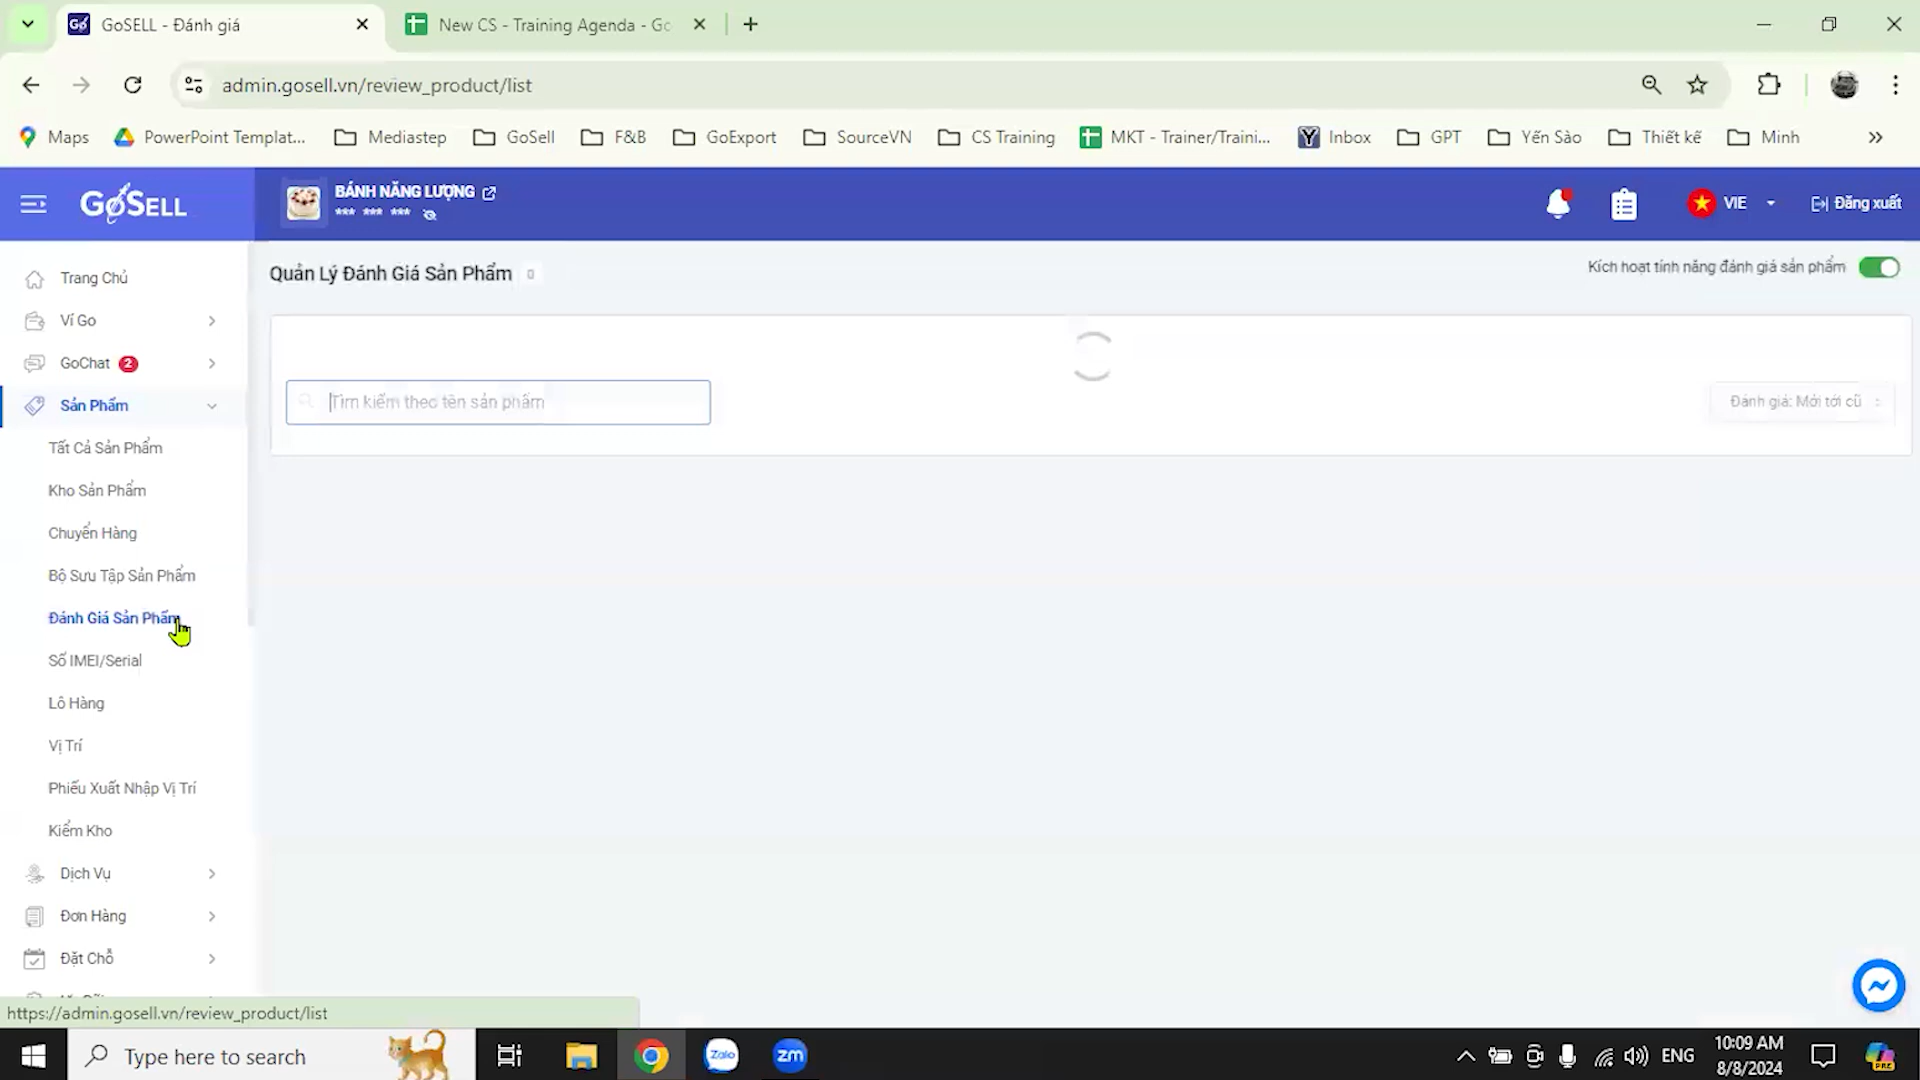 GoSELL - Đánh giá
New CS - Training Agenda - Go
admin.gosell.vn/review_product/list
Maps
PowerPoint Templat...
Mediastep
GoSell
F&B
GoExport
SourceVN
CS Training
MKT - Trainer/Traini...
Inbox
GPT
Yến Sào
Thiết kế
Minh
GoSELL
BÁNH NĂNG LƯỢNG
*** *** ***
VIE
Đăng xuất
Trang Chủ
Ví Go
GoChat 2
Sản Phẩm
Tất Cả Sản Phẩm
Kho Sản Phẩm
Chuyển Hàng
Bộ Sưu Tập Sản Phẩm
Đánh Giá Sản Phẩm
Số IMEI/Serial
Lô Hàng
Vị Trí
Phiếu Xuất Nhập Vị Trí
Kiểm Kho
Dịch Vụ
Đơn Hàng
Đặt Chỗ
Quản Lý Đánh Giá Sản Phẩm
Kích hoạt tính năng đánh giá sản phẩm
Tìm kiếm theo tên sản phẩm
Đánh giá: Mới tới cũ
https://admin.gosell.vn/review_product/list
Type here to search
Zalo
zm
ENG
10:09 AM
8/8/2024
PRE